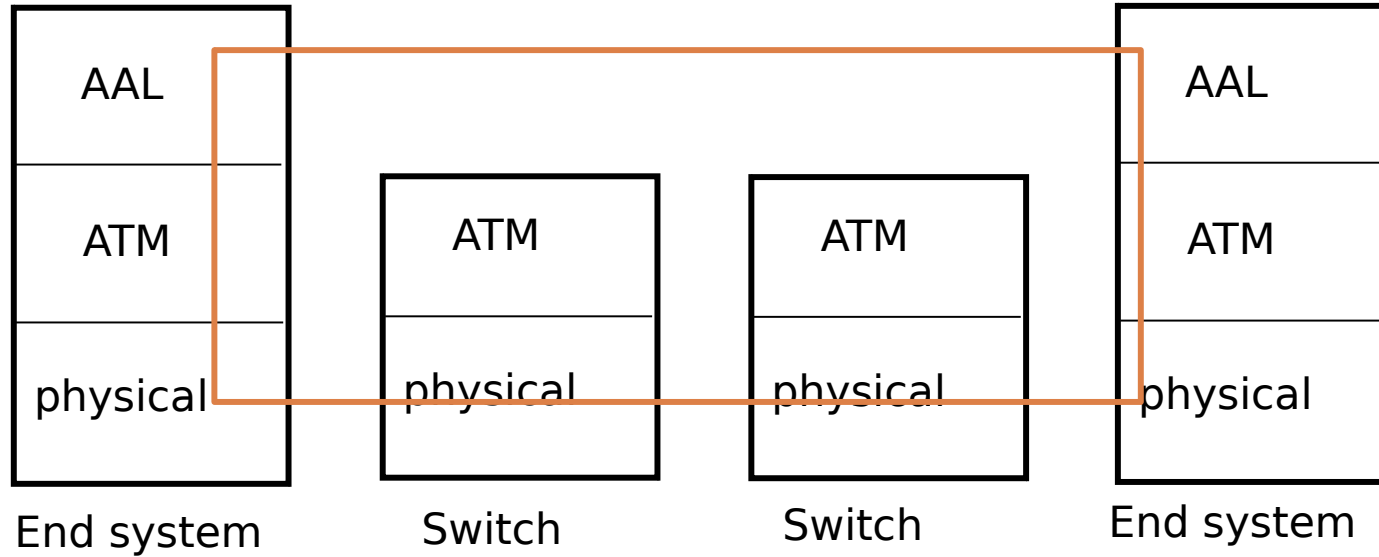 AAL
ATM
physical
End system
ATM
physical
Switch
ATM
physical
Switch
AAL
ATM
physical
End system